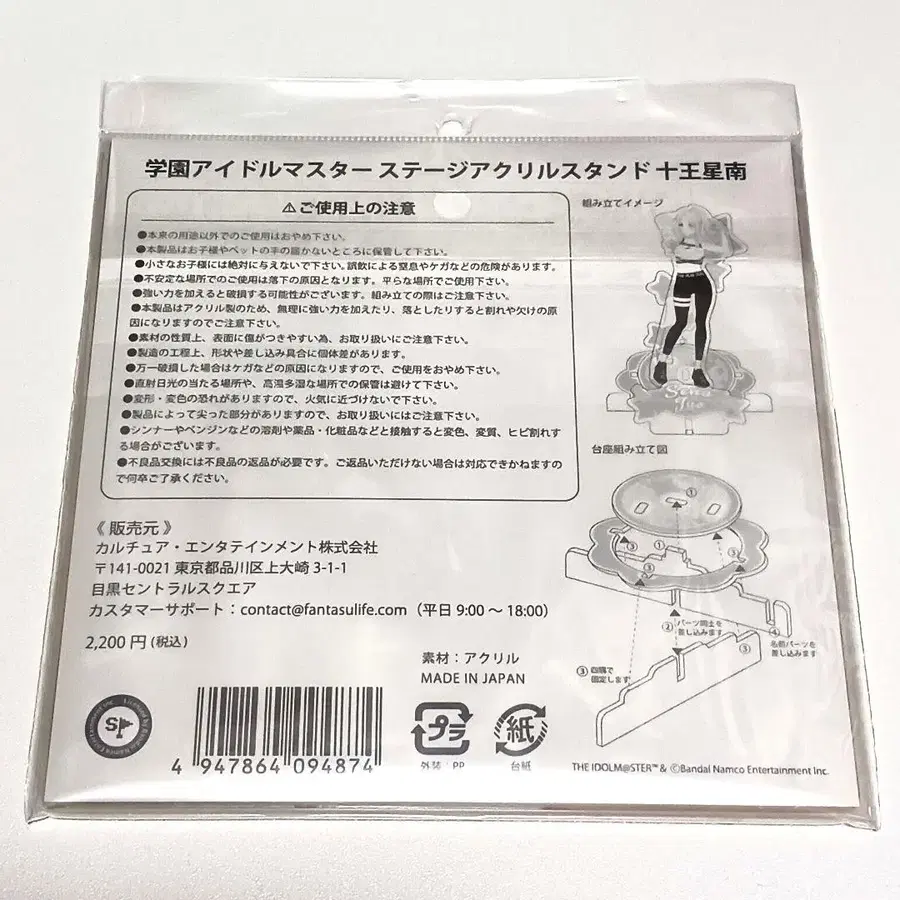 学園アイドルマスター ステージアクリルスタンド 十王星南
⚠ご使用上の注意
●本来の用途以外でのご使用はおやめ下さい。
●本製品はお子様やペットの手の届かないところに保管して下さい。
●小さなお子様には絶対に与えないで下さい。誤飲による窒息やケガなどの危険があります。
●不安定な場所でのご使用は落下の原因となります。平らな場所でご使用下さい。
●強い力を加えると破損する可能性がございます。組み立ての際はご注意下さい。
●本製品はアクリル製のため、無理に強い力を加えたり、落としたりすると割れや欠けの原
因になりますのでご注意下さい。
●素材の性質上、表面に傷がつきやすい為、お取り扱いにご注意下さい。
●製造の工程上、形状や差し込み具合に個体差があります。
●万一破損した場合はケガなどの原因になりますので、ご使用をおやめ下さい。
●直射日光の当たる場所や、高温多湿な場所での保管は避けて下さい。
●変形・変色の恐れがありますので、火気に近づけないで下さい。
●製品によって尖った部分がありますので、お取り扱いにはご注意下さい。
●シンナーやベンジンなどの溶剤や薬品・化粧品などと接触すると変色、変質、ヒビ割れす
る場合がございます。
●不良品交換には不良品の返品が必要です。ご返品いただけない場合は対応できかねますの
で何卒ご了承ください。
組み立てイメージ
Sena
Juo
台座組み立て図
①
③
①
③
③
②パーツ同士を
差し込みます
③
④
名前パーツを
差し込みます
③四隅で
固定します
《 販売元 》
カルチュア・エンタテインメント株式会社
〒141-0021 東京都品川区上大崎 3-1-1
目黒セントラルスクエア
カスタマーサポート：contact@fantasulife.com（平日 9:00 〜 18:00）
2,200 円 (税込)
素材：アクリル
MADE IN JAPAN
Licensed by Bandai Namco Entertainment Inc.
SP
4 947864 094874
プラ
外装：PP
紙
台紙
THE IDOLM@STER™& ©Bandai Namco Entertainment Inc.